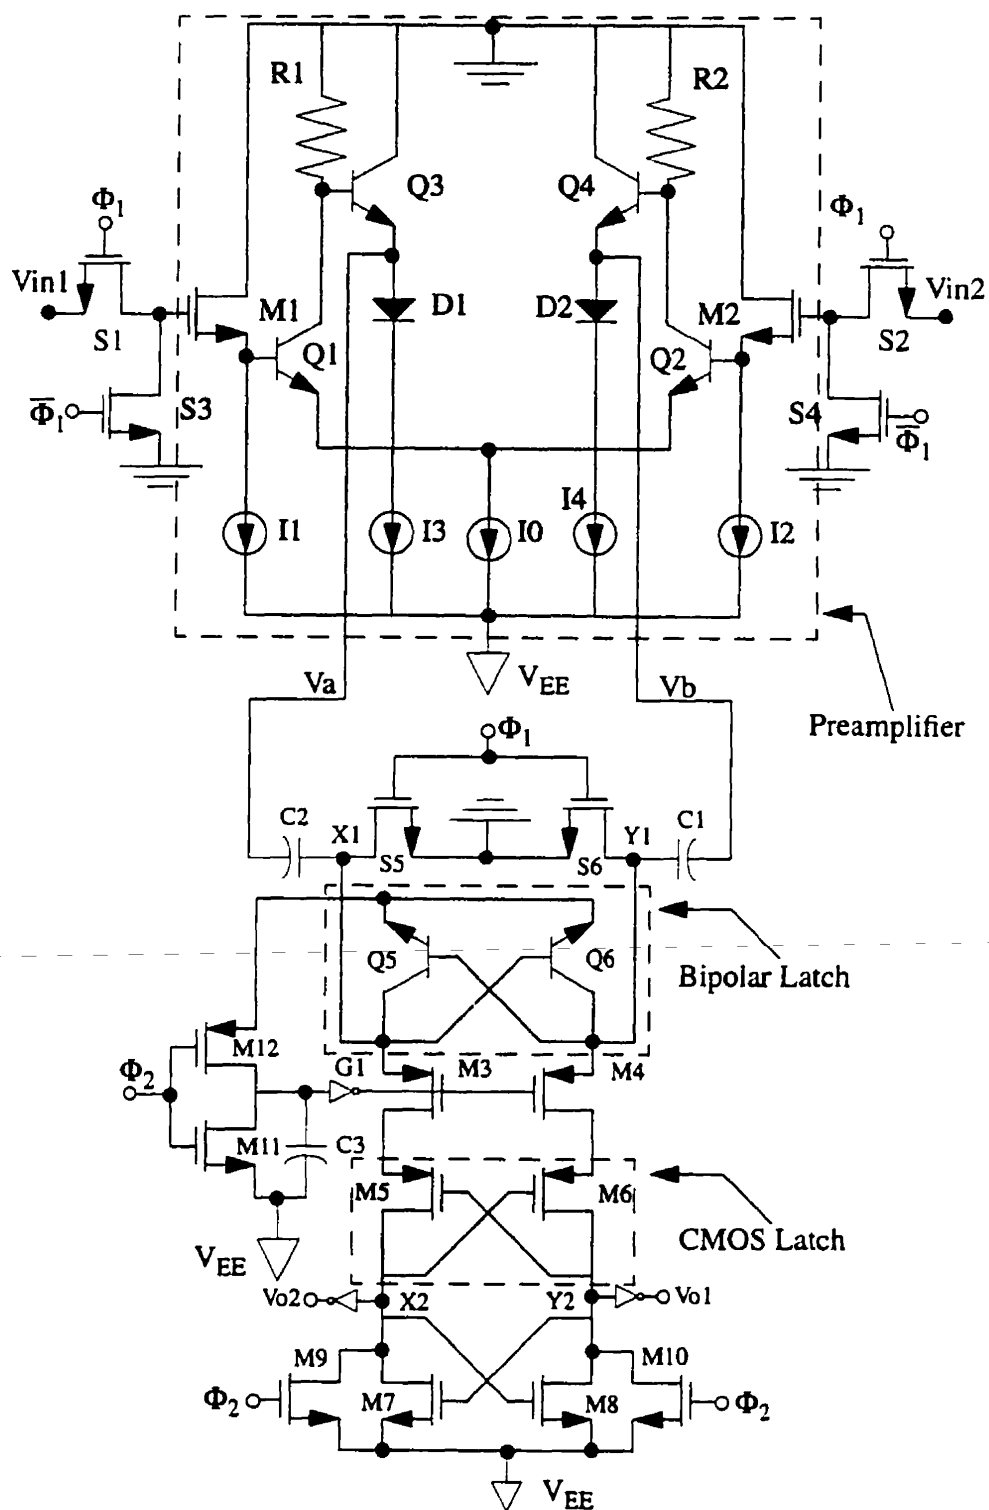 R1
R2
Q3
Q4
Φ1
Φ1
Vin1
Vin2
M1
D1
D2
M2
S1
Q1
Q2
S2
Φ̅1
S3
S4
Φ̅1
I1
I3
I0
I4
I2
VEE
Va
Vb
Preamplifier
Φ1
C2
X1
Y1
C1
S5
S6
Q5
Q6
Bipolar Latch
M12
G1
M3
M4
Φ2
M11
C3
M5
M6
CMOS Latch
VEE
Vo2
X2
Y2
Vo1
M9
M10
Φ2
M7
M8
Φ2
VEE